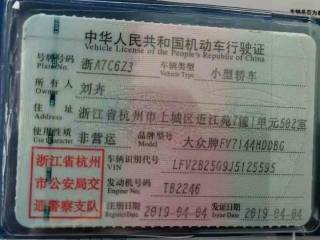 中华人民共和国机动车行驶证
Vehicle License of the People's Republic of China
号牌号码 Plate No. 浙A7C6Z3 车辆类型 Vehicle Type 小型轿车
所有人 Owner 刘卉
住址 Address 浙江省杭州市上城区近江苑7幢1单元502室
使用性质 Use Character 非营运 品牌型号 Model 大众牌FV7144HDDBG
浙江省杭州市公安局交通警察支队
车辆识别代号 VIN LFV2B25G9J5125595
发动机号码 Engine No. TB2246
注册日期 Register Date 2019-04-04 发证日期 Issue Date 2019-04-04